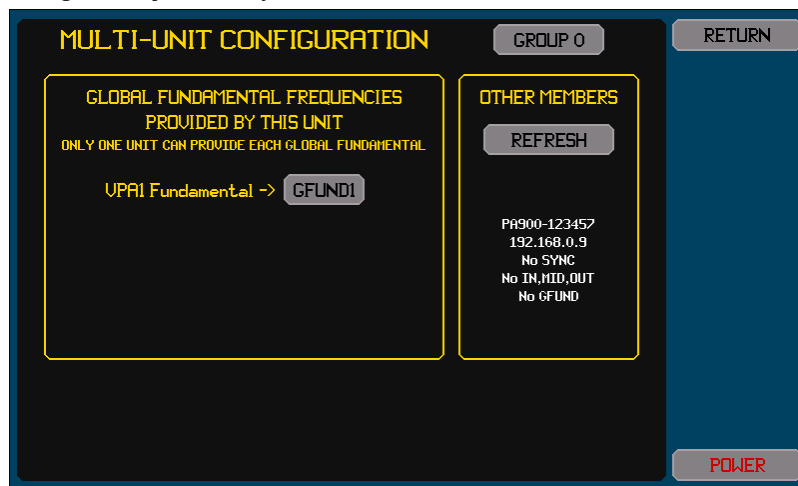 MULTI-UNIT CONFIGURATION
GROUP 0
RETURN
GLOBAL FUNDAMENTAL FREQUENCIES
PROVIDED BY THIS UNIT
ONLY ONE UNIT CAN PROVIDE EACH GLOBAL FUNDAMENTAL
VPA1 Fundamental -> GFUND1
OTHER MEMBERS
REFRESH
PA900-123457
192.168.0.9
No SYNC
No IN,MID,OUT
No GFUND
POWER